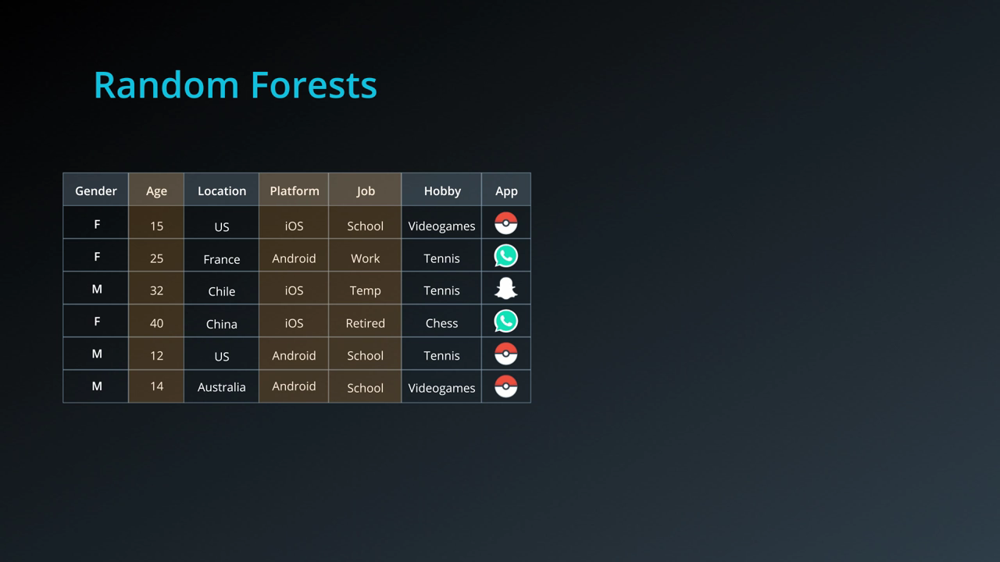 Random Forests
Gender Age Location Platform Job Hobby App
F 15 US iOS School Videogames
F 25 France Android Work Tennis
M 32 Chile iOS Temp Tennis
F 40 China iOS Retired Chess
M 12 US Android School Tennis
M 14 Australia Android School Videogames